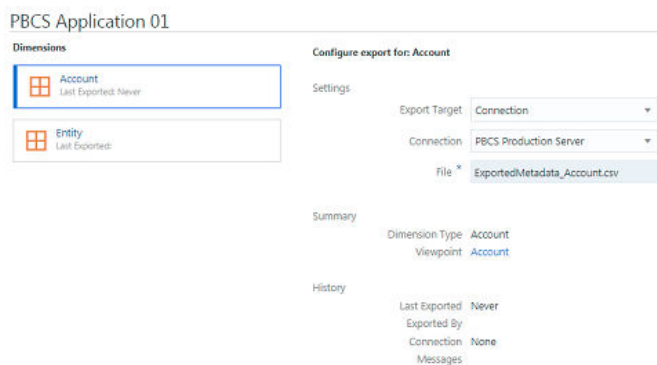 PBCS Application 01
Dimensions
Account
Last Exported: Never
Entity
Last Exported:
Configure export for: Account
Settings
Export Target Connection
Connection PBCS Production Server
File * ExportedMetadata_Account.csv
Summary
Dimension Type Account
Viewpoint Account
History
Last Exported Never
Exported By
Connection None
Messages